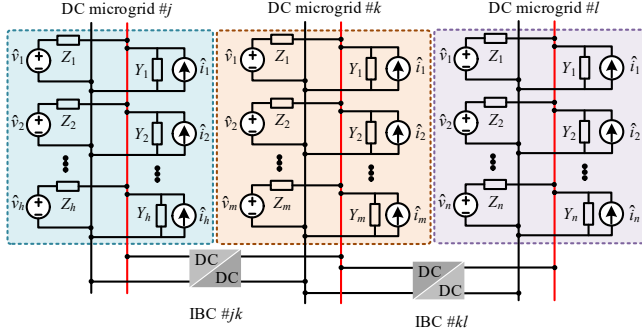 DC microgrid #j DC microgrid #k DC microgrid #l
v̂1 Z1 Y1 î1 v̂1 Z1 Y1 î1 v̂1 Z1 Y1 î1
v̂2 Z2 Y2 î2 v̂2 Z2 Y2 î2 v̂2 Z2 Y2 î2
v̂h Zh Yh îh v̂m Zm Ym îm v̂n Zn Yn în
DC DC
DC DC
IBC #jk IBC #kl